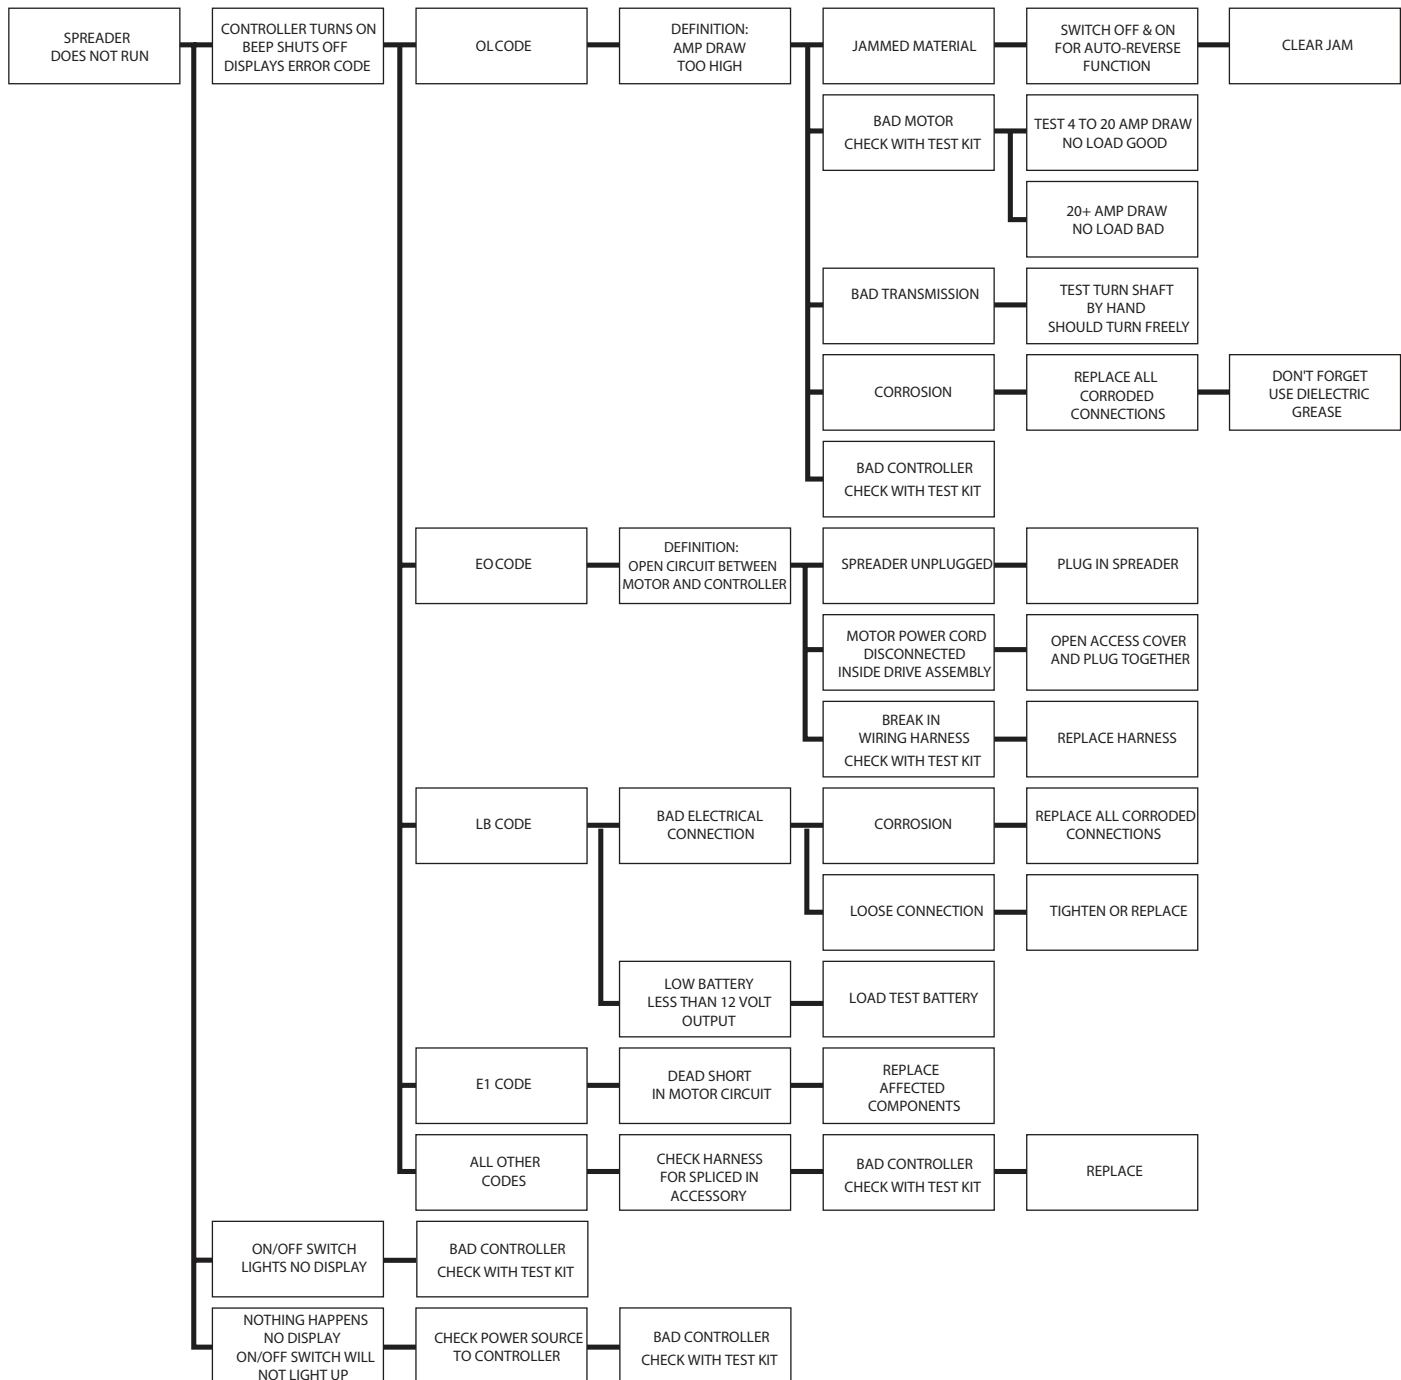 SPREADER
DOES NOT RUN
CONTROLLER TURNS ON
BEEP SHUTS OFF
DISPLAYS ERROR CODE
OL CODE
DEFINITION:
AMP DRAW
TOO HIGH
JAMMED MATERIAL
SWITCH OFF & ON
FOR AUTO-REVERSE
FUNCTION
CLEAR JAM
BAD MOTOR
CHECK WITH TEST KIT
TEST 4 TO 20 AMP DRAW
NO LOAD GOOD
20+ AMP DRAW
NO LOAD BAD
BAD TRANSMISSION
TEST TURN SHAFT
BY HAND
SHOULD TURN FREELY
CORROSION
REPLACE ALL
CORRODED
CONNECTIONS
DON'T FORGET
USE DIELECTRIC
GREASE
BAD CONTROLLER
CHECK WITH TEST KIT
EO CODE
DEFINITION:
OPEN CIRCUIT BETWEEN
MOTOR AND CONTROLLER
SPREADER UNPLUGGED
PLUG IN SPREADER
MOTOR POWER CORD
DISCONNECTED
INSIDE DRIVE ASSEMBLY
OPEN ACCESS COVER
AND PLUG TOGETHER
BREAK IN
WIRING HARNESS
CHECK WITH TEST KIT
REPLACE HARNESS
LB CODE
BAD ELECTRICAL
CONNECTION
CORROSION
REPLACE ALL CORRODED
CONNECTIONS
LOOSE CONNECTION
TIGHTEN OR REPLACE
LOW BATTERY
LESS THAN 12 VOLT
OUTPUT
LOAD TEST BATTERY
E1 CODE
DEAD SHORT
IN MOTOR CIRCUIT
REPLACE
AFFECTED
COMPONENTS
ALL OTHER
CODES
CHECK HARNESS
FOR SPLICED IN
ACCESSORY
BAD CONTROLLER
CHECK WITH TEST KIT
REPLACE
ON/OFF SWITCH
LIGHTS NO DISPLAY
BAD CONTROLLER
CHECK WITH TEST KIT
NOTHING HAPPENS
NO DISPLAY
ON/OFF SWITCH WILL
NOT LIGHT UP
CHECK POWER SOURCE
TO CONTROLLER
BAD CONTROLLER
CHECK WITH TEST KIT